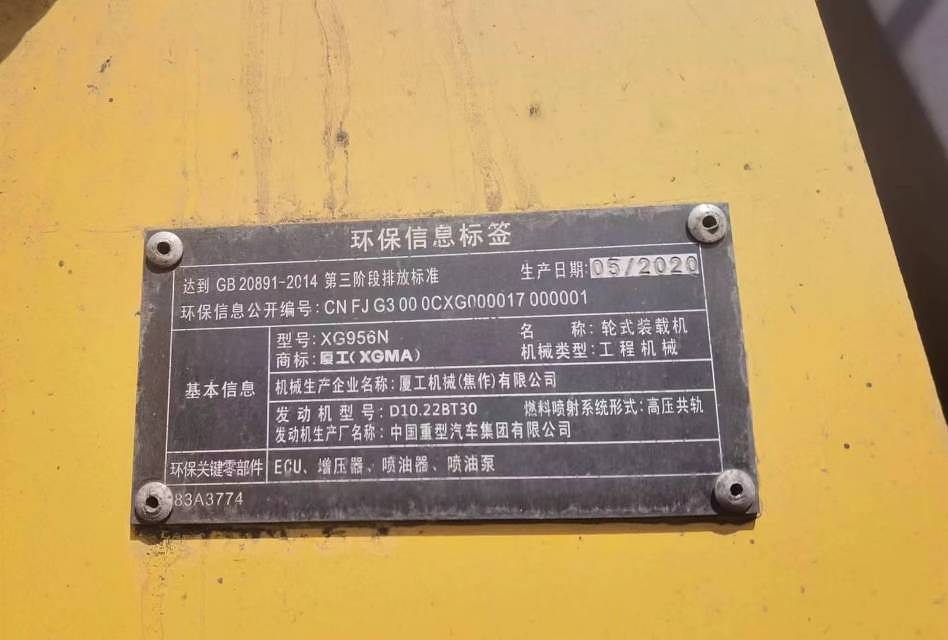 环保信息标签
达到 GB 20891-2014 第三阶段排放标准 生产日期: 05/2020
环保信息公开编号: CN FJ G3 00 0CXG000017 000001
基本信息
型号: XG956N 名 称: 轮式装载机
商标: 厦工(XGMA) 机械类型: 工程机械
机械生产企业名称: 厦工机械(焦作)有限公司
发动机型号: D10.22BT30 燃料喷射系统形式: 高压共轨
发动机生产厂名称: 中国重型汽车集团有限公司
环保关键零部件 ECU、增压器、喷油器、喷油泵
83A3774